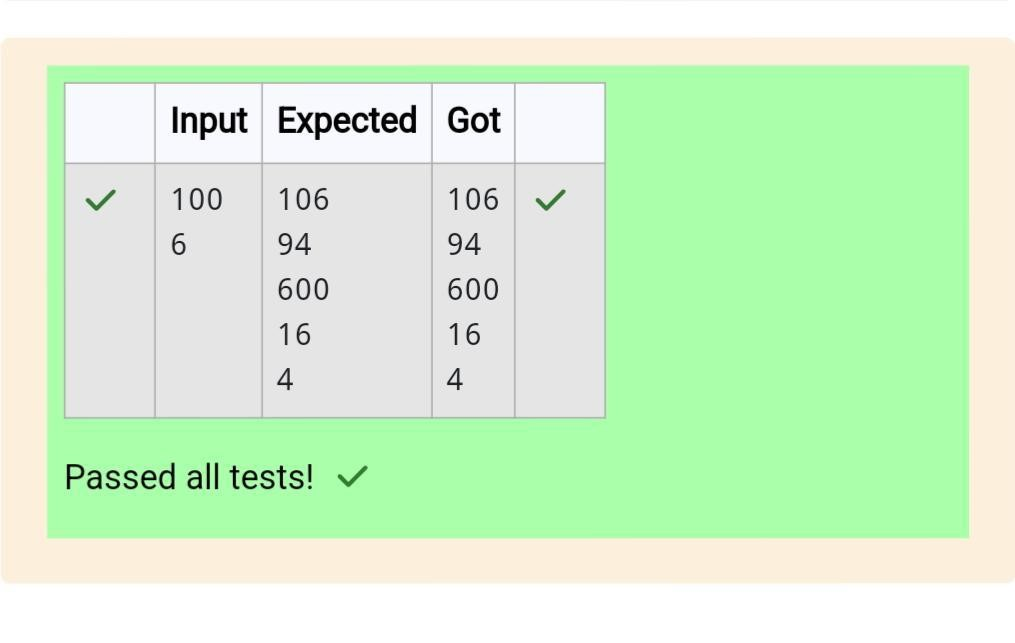 Input Expected Got
100 106 106
6 94 94
600 600
16 16
4 4
Passed all tests!